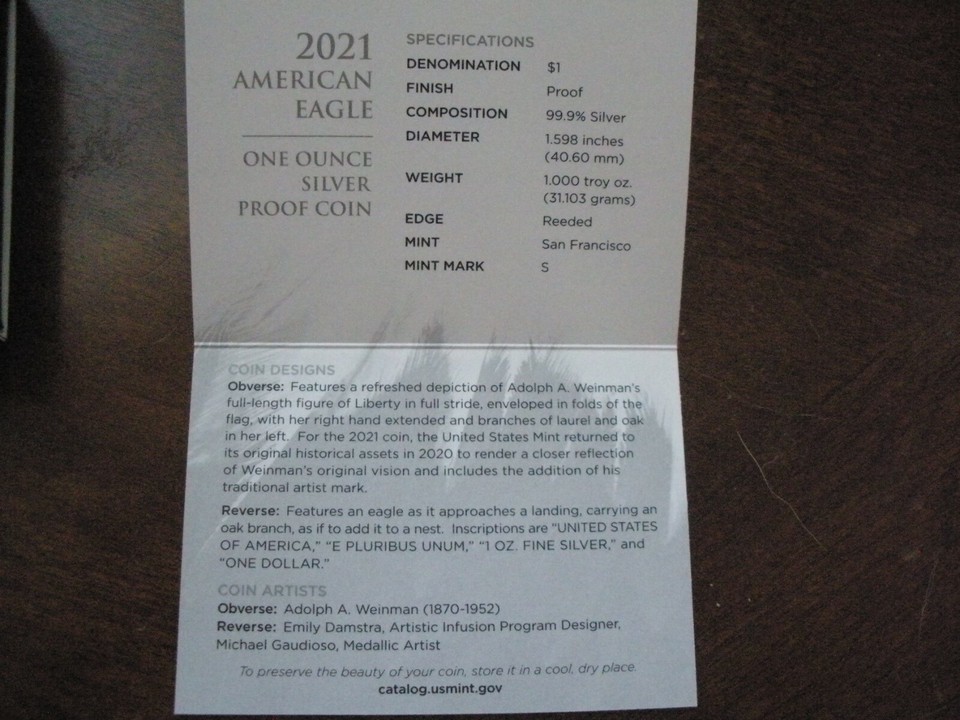 2021
AMERICAN
EAGLE
ONE OUNCE
SILVER
PROOF COIN
SPECIFICATIONS
DENOMINATION $1
FINISH Proof
COMPOSITION 99.9% Silver
DIAMETER 1.598 inches
(40.60 mm)
WEIGHT 1.000 troy oz.
(31.103 grams)
EDGE Reeded
MINT San Francisco
MINT MARK S
COIN DESIGNS
Obverse: Features a refreshed depiction of Adolph A. Weinman's
full-length figure of Liberty in full stride, enveloped in folds of the
flag, with her right hand extended and branches of laurel and oak
in her left. For the 2021 coin, the United States Mint returned to
its original historical assets in 2020 to render a closer reflection
of Weinman's original vision and includes the addition of his
traditional artist mark.
Reverse: Features an eagle as it approaches a landing, carrying an
oak branch, as if to add it to a nest. Inscriptions are "UNITED STATES
OF AMERICA," "E PLURIBUS UNUM," "1 OZ. FINE SILVER," and
"ONE DOLLAR."
COIN ARTISTS
Obverse: Adolph A. Weinman (1870-1952)
Reverse: Emily Damstra, Artistic Infusion Program Designer,
Michael Gaudioso, Medallic Artist
To preserve the beauty of your coin, store it in a cool, dry place.
catalog.usmint.gov